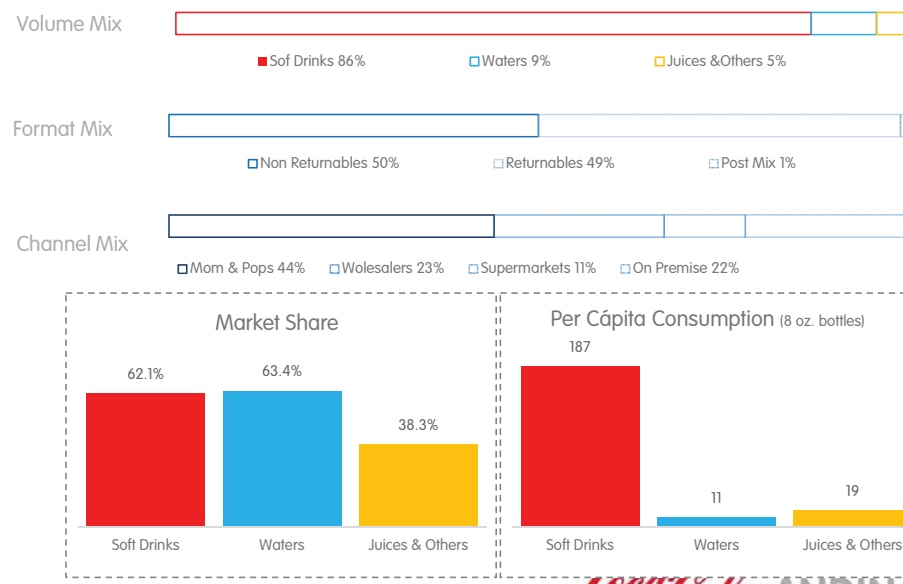 Volume Mix
Sof Drinks 86% Waters 9% Juices &Others 5%
Format Mix
Non Returnables 50% Returnables 49% Post Mix 1%
Channel Mix
Mom & Pops 44% Wolesalers 23% Supermarkets 11% On Premise 22%
Market Share
62.1% 63.4% 38.3%
Soft Drinks Waters Juices & Others
Per Cápita Consumption (8 oz. bottles)
187 11 19
Soft Drinks Waters Juices & Others